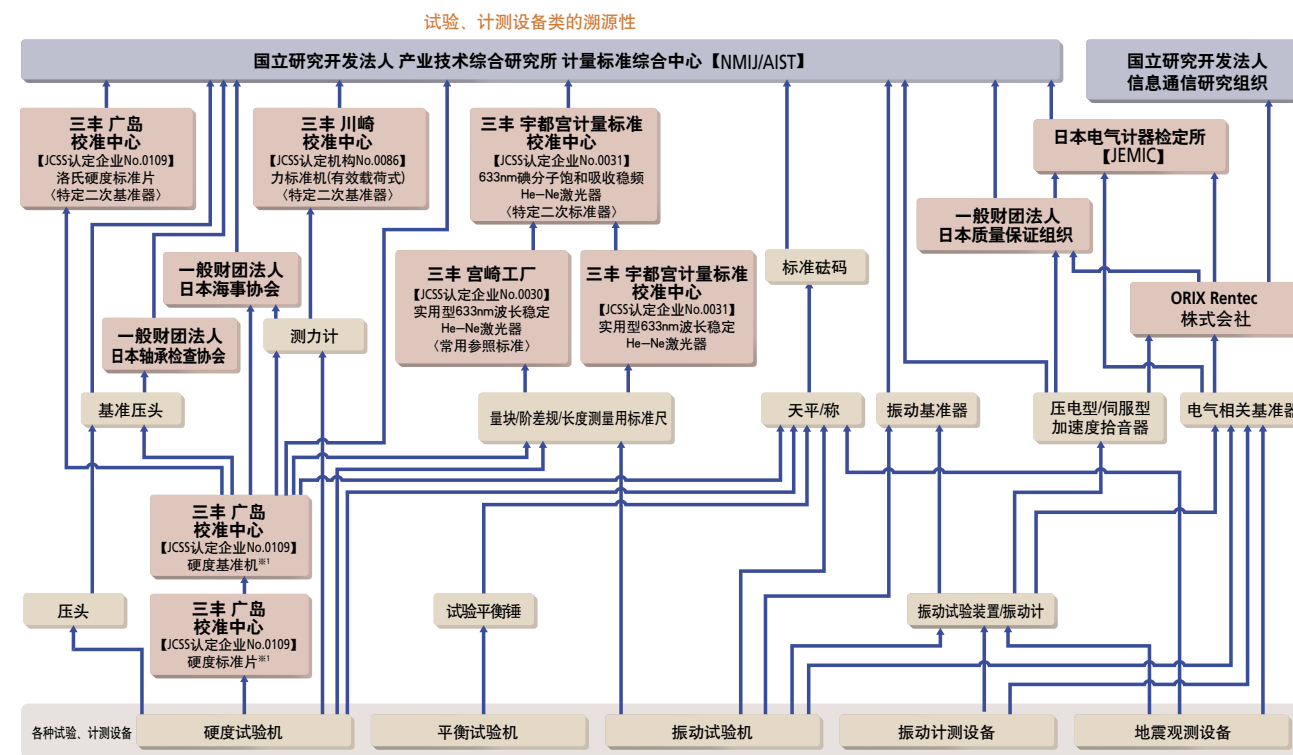 试验、计测设备类的溯源性
国立研究开发法人 产业技术综合研究所 计量标准综合中心【NMIJ/AIST】
国立研究开发法人
信息通信研究组织
三丰 广岛
校准中心
【JCSS认定企业No.0109】
洛氏硬度标准片
〈特定二次基准器〉
三丰 川崎
校准中心
【JCSS认定机构No.0086】
力标准机(有效载荷式)
〈特定二次基准器〉
三丰 宇都宫计量标准
校准中心
【JCSS认定企业No.0031】
633nm碘分子饱和吸收稳频
He—Ne激光器
〈特定二次标准器〉
日本电气计器检定所
【JEMIC】
一般财团法人
日本质量保证组织
一般财团法人
日本海事协会
三丰 宫崎工厂
【JCSS认定企业No.0030】
实用型633nm波长稳定
He—Ne激光器
〈常用参照标准〉
三丰 宇都宫计量标准
校准中心
【JCSS认定企业No.0031】
实用型633nm波长稳定
He—Ne激光器
标准砝码
ORIX Rentec
株式会社
一般财团法人
日本轴承检查协会
测力计
基准压头
量块/阶差规/长度测量用标准尺
天平/称
振动基准器
压电型/伺服型
加速度拾音器
电气相关基准器
三丰 广岛
校准中心
【JCSS认定企业No.0109】
硬度基准机※1
压头
三丰 广岛
校准中心
【JCSS认定企业No.0109】
硬度标准片※1
试验平衡锤
振动试验装置/振动计
各种试验、计测设备
硬度试验机
平衡试验机
振动试验机
振动计测设备
地震观测设备